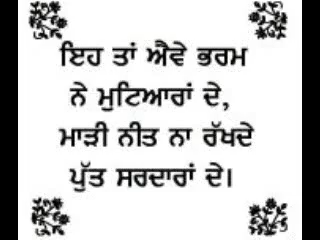 ਇਹ ਤਾਂ ਐਵੇ ਭਰਮ
ਨੇ ਮੁਟਿਆਰਾਂ ਦੇ,
ਮਾੜੀ ਨੀਤ ਨਾ ਰੱਖਦੇ
ਪੁੱਤ ਸਰਦਾਰਾਂ ਦੇ।